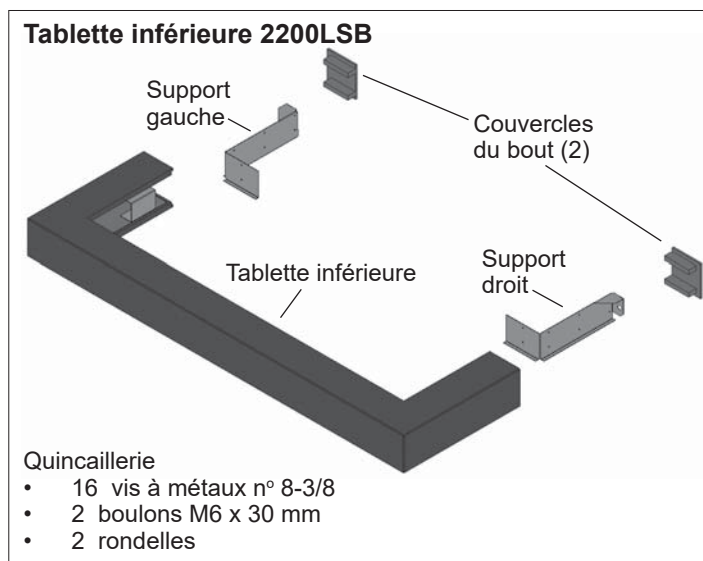 Tablette inférieure 2200LSB
Support
gauche
Couvercles
du bout (2)
Tablette inférieure
Support
droit
Quincaillerie
• 16 vis à métaux nº 8-3/8
• 2 boulons M6 x 30 mm
• 2 rondelles